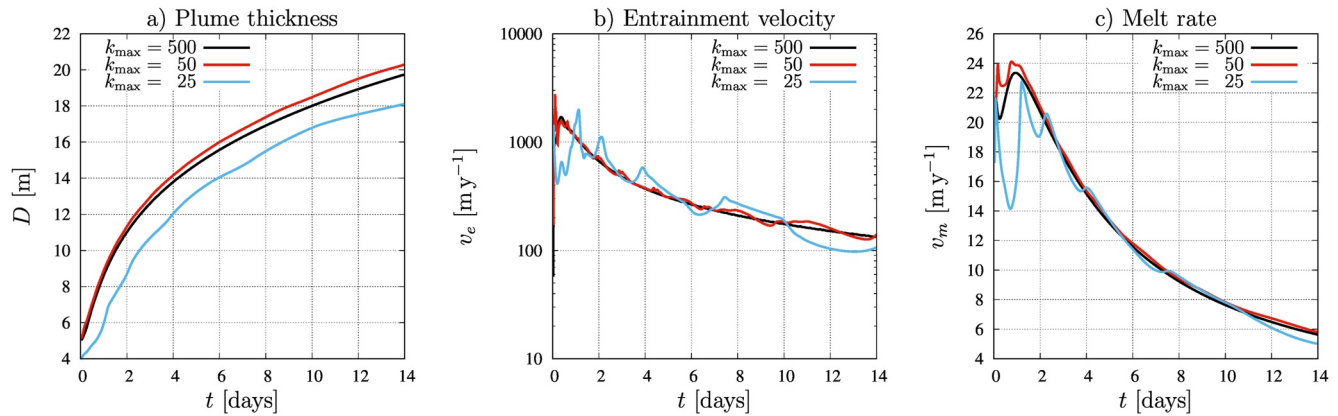 a) Plume thickness
22
20
18
16
14
12
10
8
6
4
D [m]
k_max = 500
k_max = 50
k_max = 25
0 2 4 6 8 10 12 14
t [days]
b) Entrainment velocity
10000
1000
100
10
v_e [m y⁻¹]
k_max = 500
k_max = 50
k_max = 25
0 2 4 6 8 10 12 14
t [days]
c) Melt rate
26
24
22
20
18
16
14
12
10
8
6
4
v_m [m y⁻¹]
k_max = 500
k_max = 50
k_max = 25
0 2 4 6 8 10 12 14
t [days]